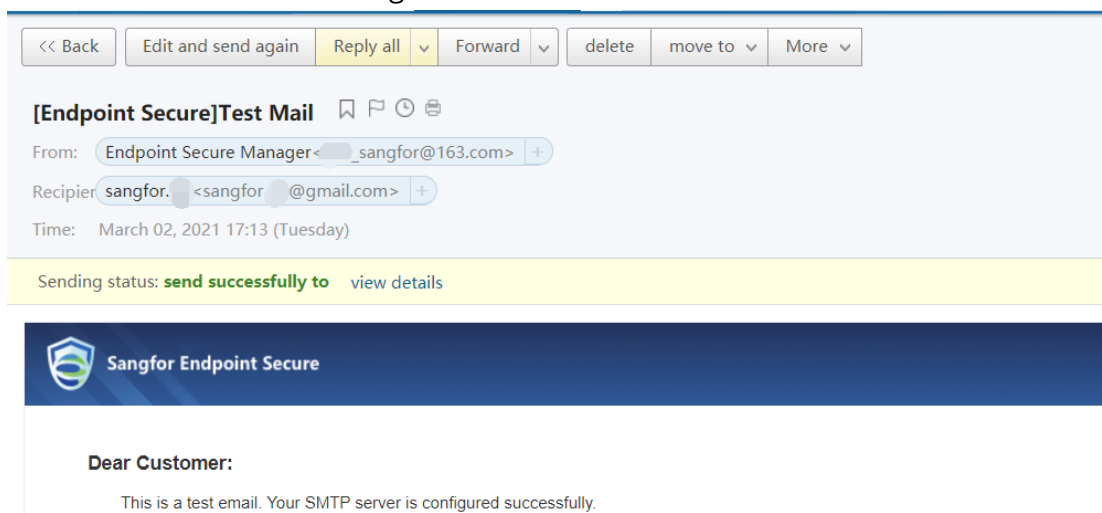 << Back Edit and send again Reply all Forward delete move to More
[Endpoint Secure]Test Mail
From: Endpoint Secure Manager< _sangfor@163.com> +
Recipier sangfor. <sangfor @gmail.com> +
Time: March 02, 2021 17:13 (Tuesday)
Sending status: send successfully to view details
Sangfor Endpoint Secure
Dear Customer:
This is a test email. Your SMTP server is configured successfully.